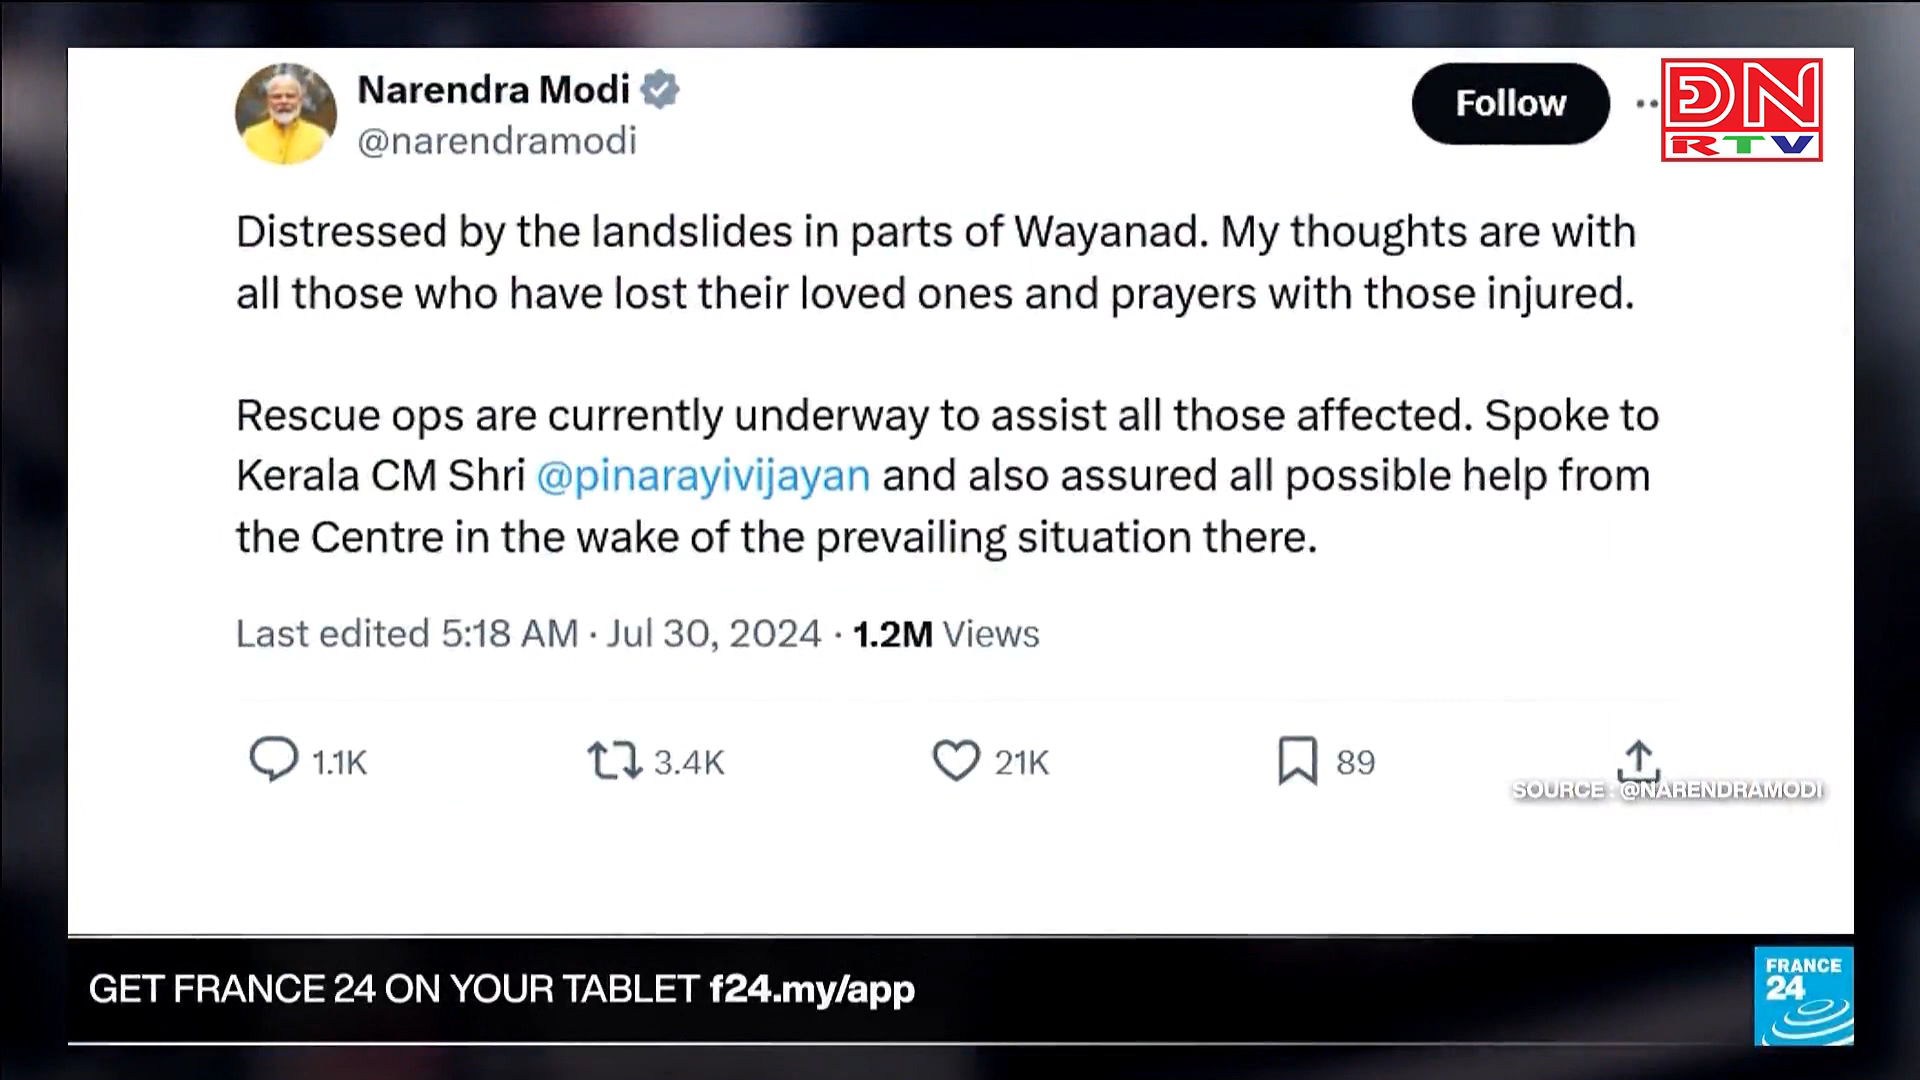 Narendra Modi
@narendramodi
Follow
DN
RTV
Distressed by the landslides in parts of Wayanad. My thoughts are with
all those who have lost their loved ones and prayers with those injured.
Rescue ops are currently underway to assist all those affected. Spoke to
Kerala CM Shri @pinarayivijayan and also assured all possible help from
the Centre in the wake of the prevailing situation there.
Last edited 5:18 AM · Jul 30, 2024 · 1.2M Views
1.1K 3.4K 21K 89
SOURCE : @NARENDRAMODI
GET FRANCE 24 ON YOUR TABLET f24.my/app
FRANCE
24